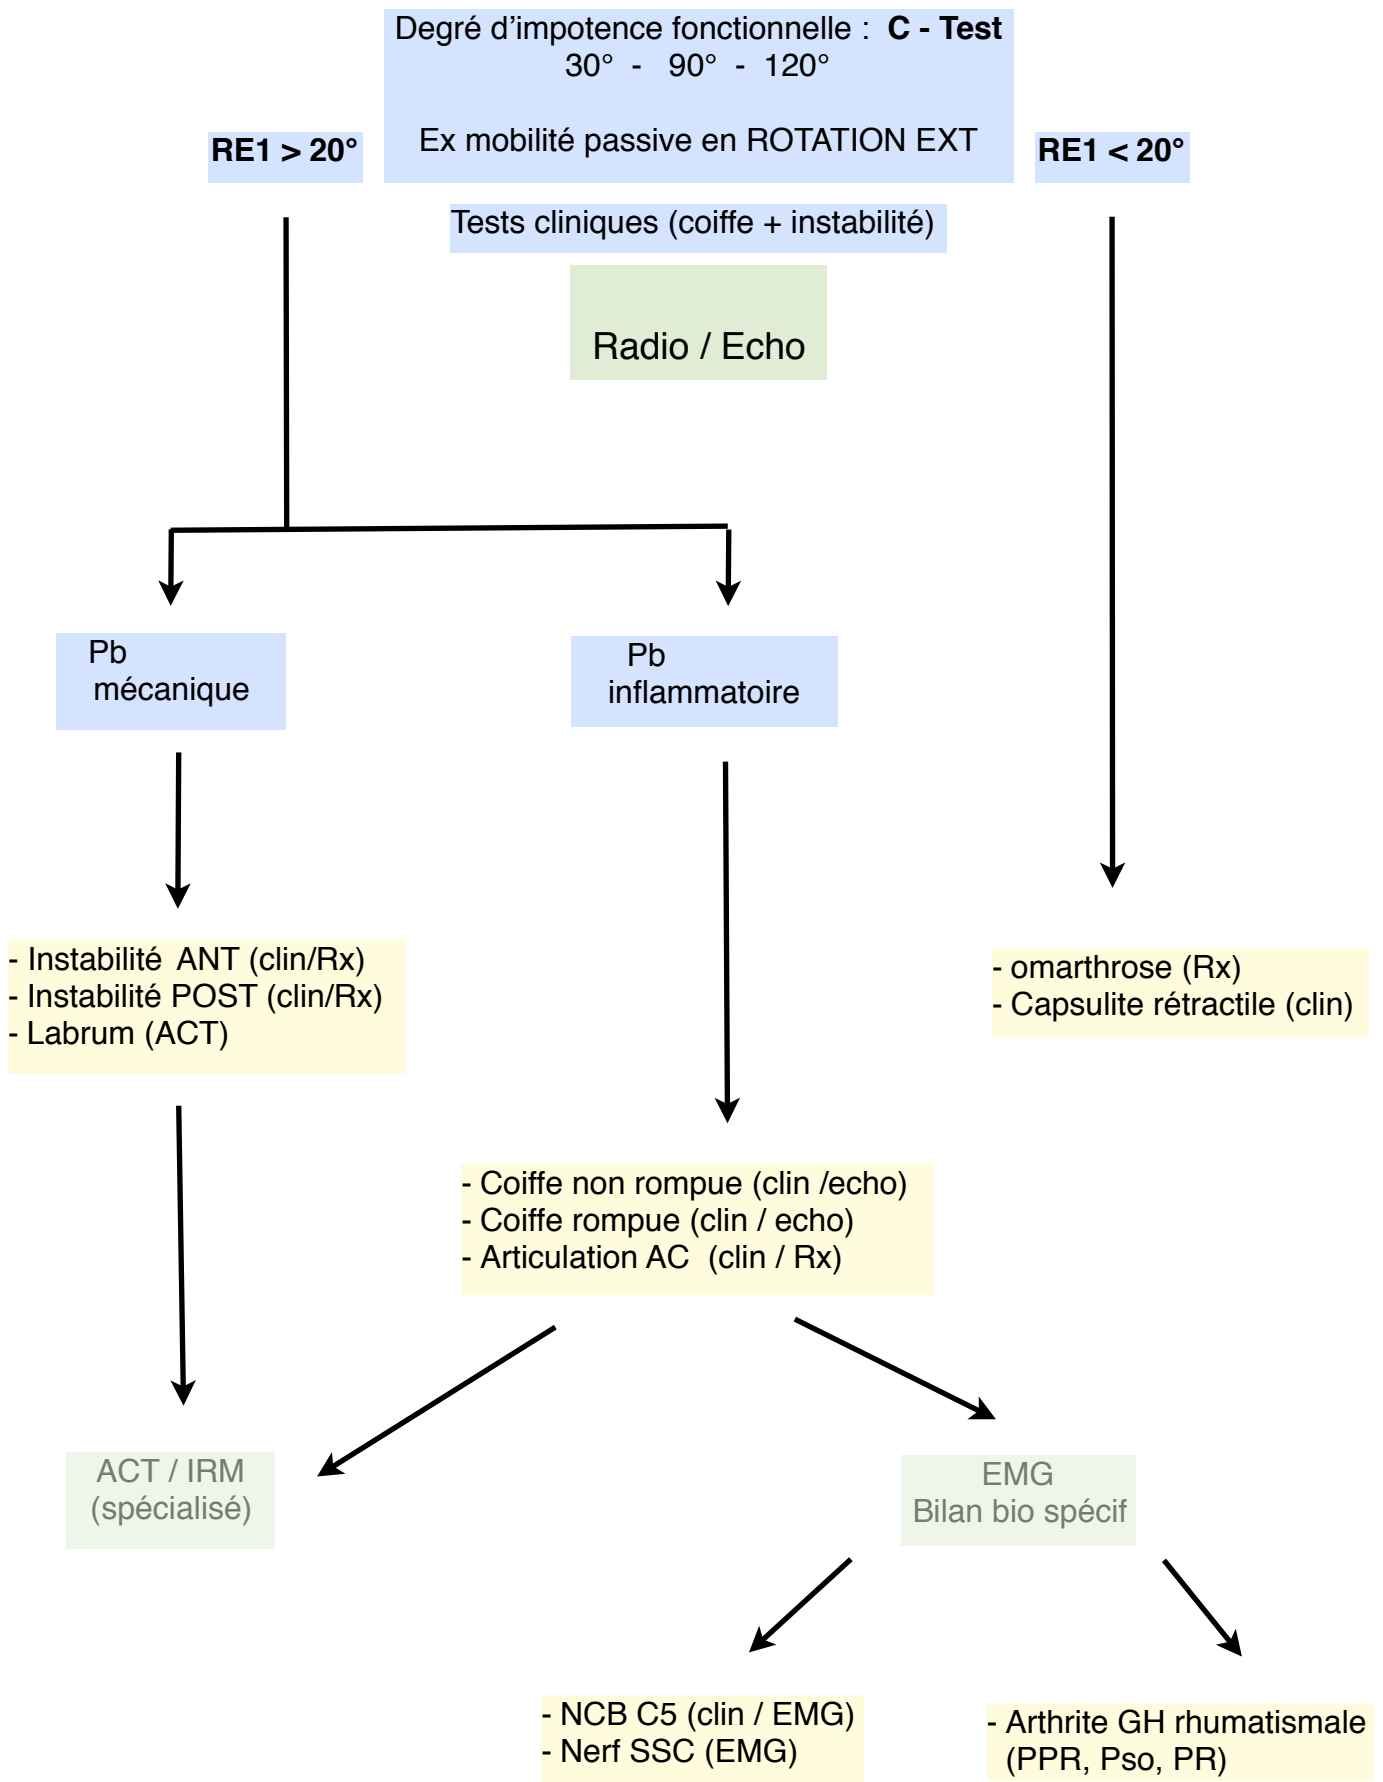 Degré d’impotence fonctionnelle : C - Test
30° - 90° - 120°
Ex mobilité passive en ROTATION EXT
RE1 > 20°
RE1 < 20°
Tests cliniques (coiffe + instabilité)
Radio / Echo
Pb
mécanique
Pb
inflammatoire
- Instabilité ANT (clin/Rx)
- Instabilité POST (clin/Rx)
- Labrum (ACT)
- omarthrose (Rx)
- Capsulite rétractile (clin)
- Coiffe non rompue (clin /echo)
- Coiffe rompue (clin / echo)
- Articulation AC (clin / Rx)
ACT / IRM
(spécialisé)
EMG
Bilan bio spécif
- NCB C5 (clin / EMG)
- Nerf SSC (EMG)
- Arthrite GH rhumatismale
(PPR, Pso, PR)